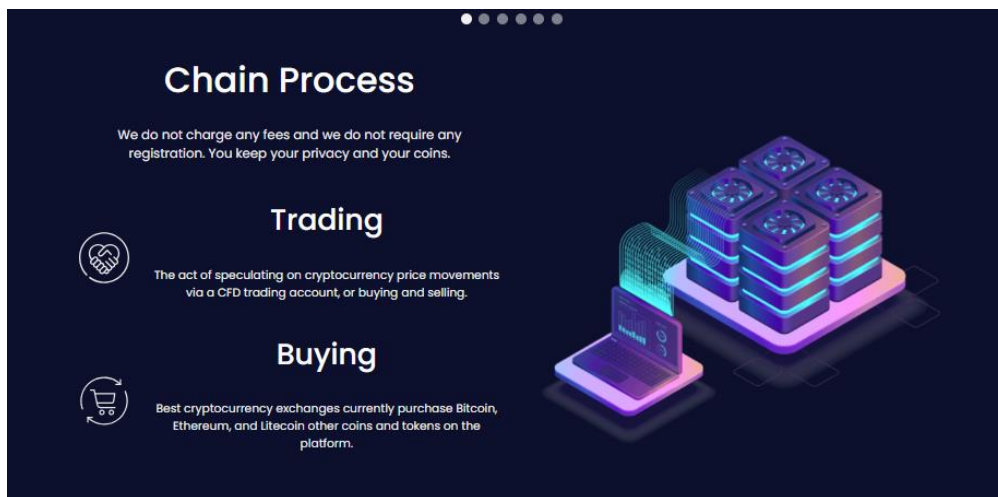 Chain Process
We do not charge any fees and we do not require any
registration. You keep your privacy and your coins.
Trading
The act of speculating on cryptocurrency price movements
via a CFD trading account, or buying and selling.
Buying
Best cryptocurrency exchanges currently purchase Bitcoin,
Ethereum, and Litecoin other coins and tokens on the
platform.